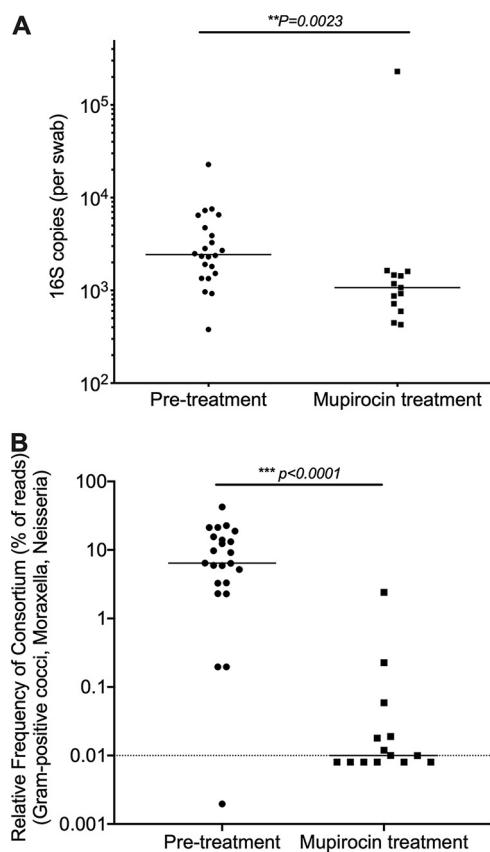 A
**P=0.0023
16S copies (per swab)
10^5
10^4
10^3
10^2
Pre-treatment Mupirocin treatment
B
*** p<0.0001
Relative Frequency of Consortium (% of reads)
(Gram-positive cocci, Moraxella, Neisseria)
100
10
1
0.1
0.01
0.001
Pre-treatment Mupirocin treatment